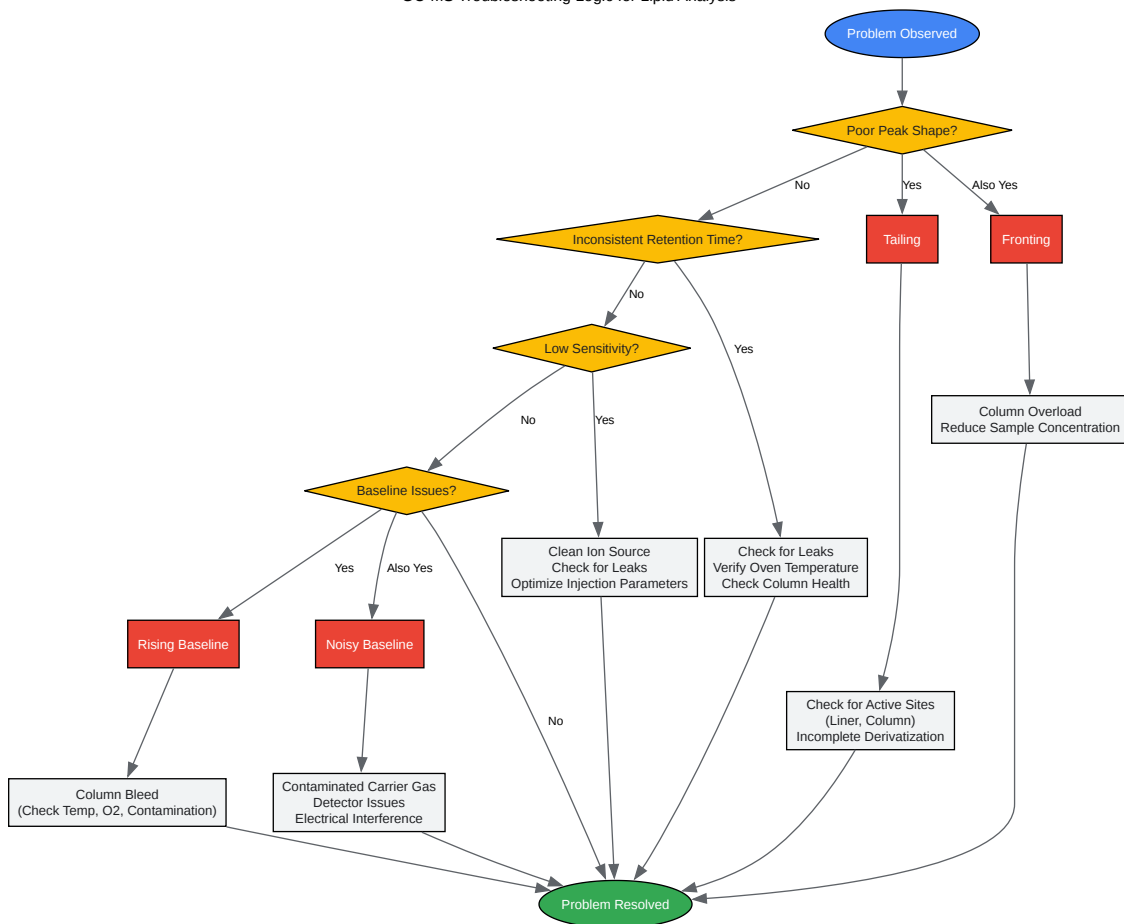 Problem Observed
Poor Peak Shape?
No
Yes
Also Yes
Inconsistent Retention Time?
Tailing
Fronting
No
Yes
Low Sensitivity?
No
Yes
Column Overload
Reduce Sample Concentration
Baseline Issues?
Yes
Also Yes
No
Clean Ion Source
Check for Leaks
Optimize Injection Parameters
Check for Leaks
Verify Oven Temperature
Check Column Health
Rising Baseline
Noisy Baseline
Check for Active Sites
(Liner, Column)
Incomplete Derivatization
Column Bleed
(Check Temp, O2, Contamination)
Contaminated Carrier Gas
Detector Issues
Electrical Interference
Problem Resolved